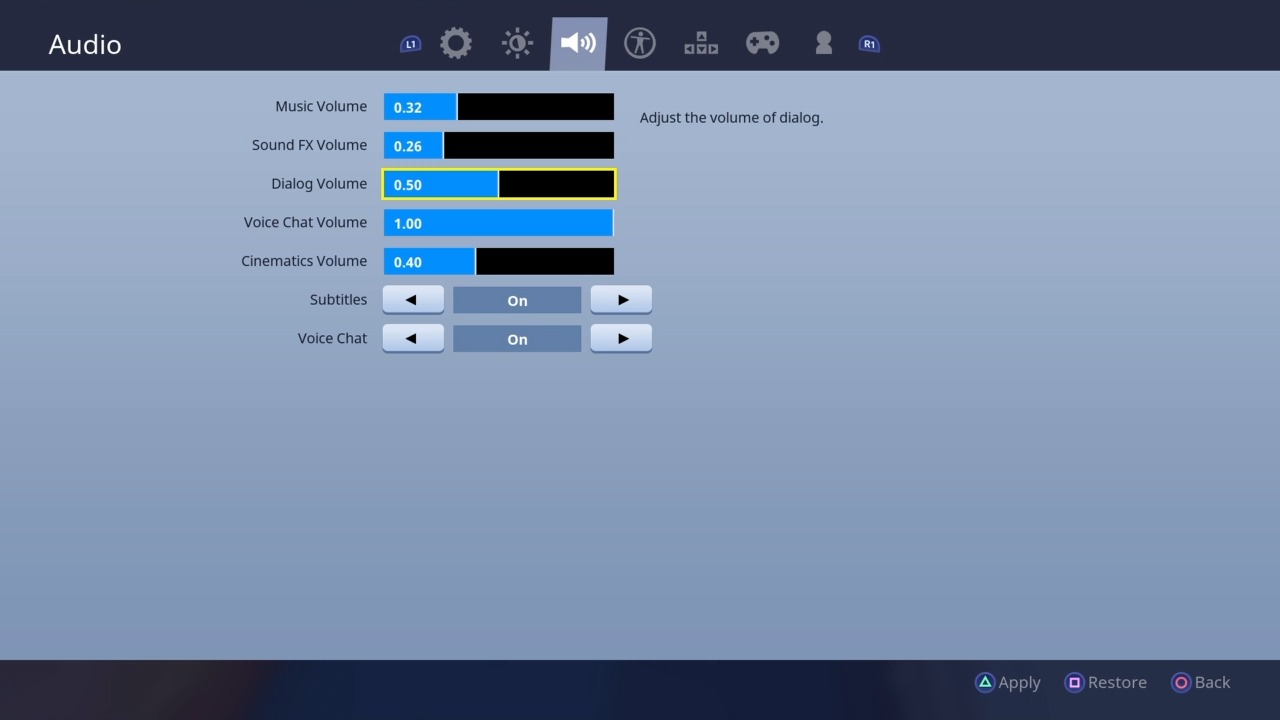 Audio
L1
R1
Music Volume 0.32
Adjust the volume of dialog.
Sound FX Volume 0.26
Dialog Volume 0.50
Voice Chat Volume 1.00
Cinematics Volume 0.40
Subtitles On
Voice Chat On
Apply Restore Back